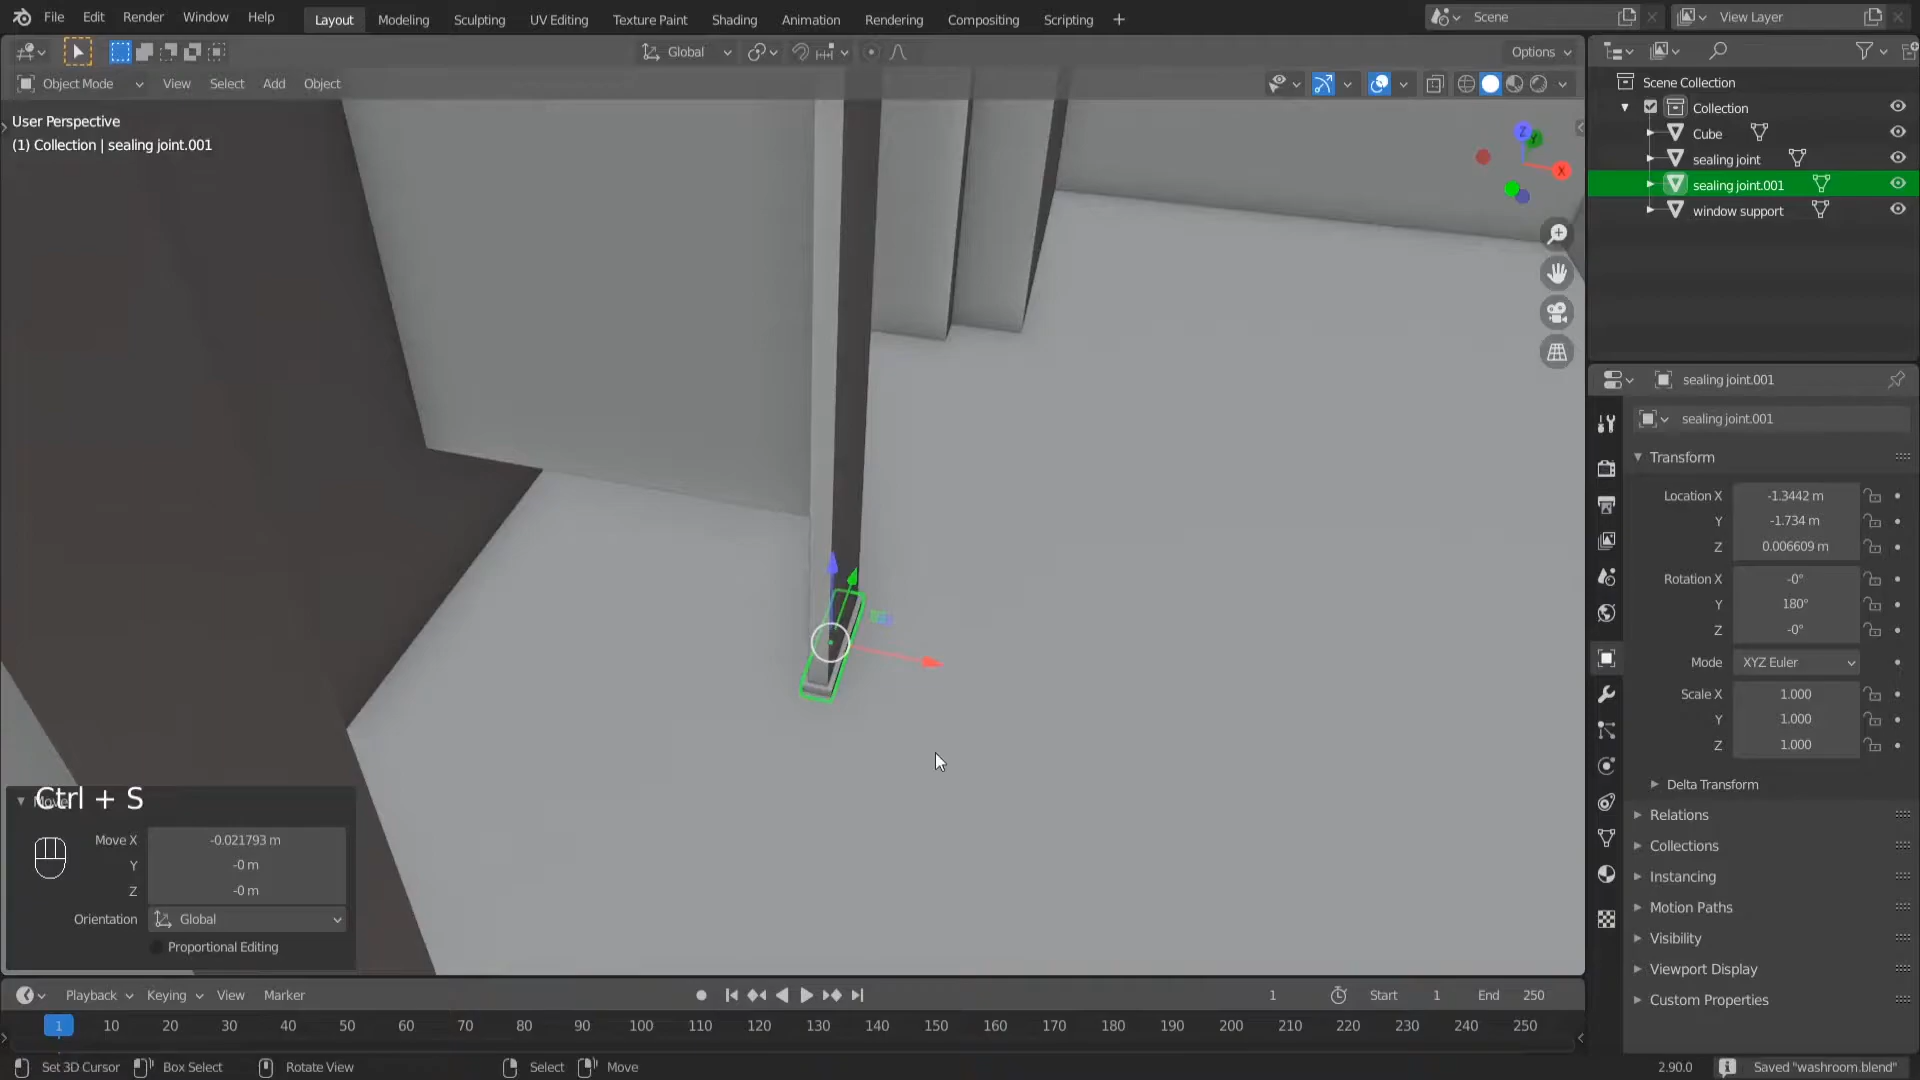 File Edit Render Window Help Layout Modeling Sculpting UV Editing Texture Paint Shading Animation Rendering Compositing Scripting + Scene View Layer
Global Options
Object Mode View Select Add Object
User Perspective
(1) Collection | sealing joint.001
Z
Y
X
Scene Collection
Collection
Cube
sealing joint
sealing joint.001
window support
sealing joint.001
sealing joint.001
Transform
Location X -1.3442 m
Y -1.734 m
Z 0.006609 m
Rotation X -0°
Y 180°
Z -0°
Mode XYZ Euler
Scale X 1.000
Y 1.000
Z 1.000
Delta Transform
Relations
Collections
Instancing
Motion Paths
Visibility
Viewport Display
Custom Properties
Ctrl + S
Move X -0.021793 m
Y -0 m
Z -0 m
Orientation Global
Proportional Editing
Playback Keying View Marker 1 Start 1 End 250
1 10 20 30 40 50 60 70 80 90 100 110 120 130 140 150 160 170 180 190 200 210 220 230 240 250
Set 3D Cursor Box Select Rotate View Select Move 2.90.0 Saved "washroom.blend"